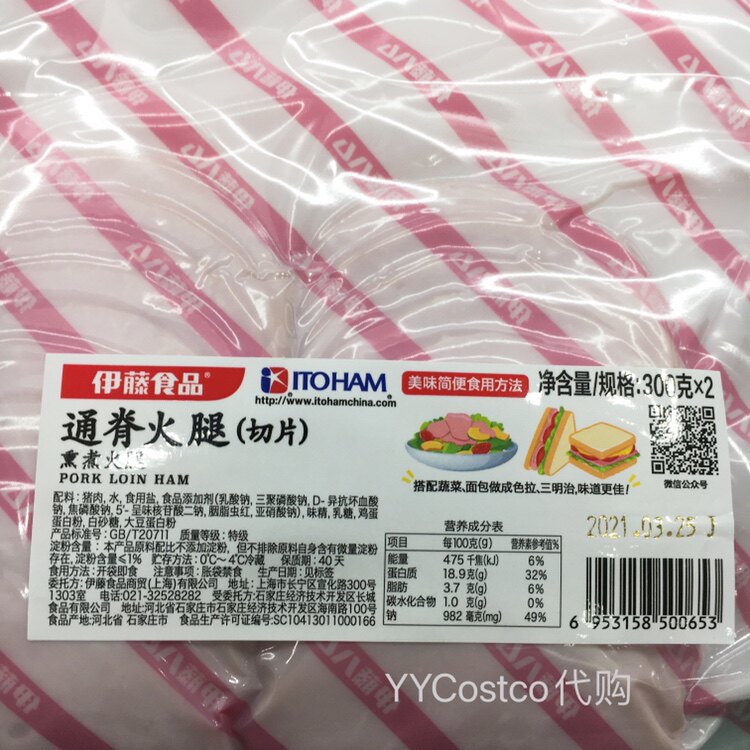 伊藤食品
ITOHAM
http://www.itohamchina.com
美味简便食用方法
净含量/规格:300克×2
通脊火腿(切片)
熏煮火腿
PORK LOIN HAM
搭配蔬菜、面包做成色拉、三明治,味道更佳!
微信公众号
配料:猪肉, 水, 食用盐, 食品添加剂(乳酸钠, 三聚磷酸钠, D-异抗坏血酸
钠, 焦磷酸钠, 5'-呈味核苷酸二钠, 胭脂虫红, 亚硝酸钠), 味精, 乳糖, 鸡蛋
蛋白粉, 白砂糖, 大豆蛋白粉
产品标准号:GB/T20711 质量等级:特级
淀粉含量:本产品原料配比不添加淀粉, 但不排除原料自身含有微量淀粉
存在, 淀粉含量≤1% 贮存方法:0℃~4℃冷藏 保质期:40天
食用方法:开袋即食 注意事项:胀袋禁食 生产日期:见标签
委托方:伊藤食品商贸(上海)有限公司 地址:上海市长宁区宣化路300号
1303室 电话:021-32528282 受委托方:石家庄经济技术开发区长城
食品有限公司 地址:河北省石家庄市石家庄经济技术开发区海南路100号
食品产地:河北省 石家庄市 食品生产许可证编号:SC10413011000166
营养成分表
项目 每100克(g) 营养素参考值%
能量 475 千焦(kJ) 6%
蛋白质 18.9 克(g) 32%
脂肪 3.7 克(g) 6%
碳水化合物 1.0 克(g) 0%
钠 982 毫克(mg) 49%
2021.03.25 J
6 953158 500653
YYCostco代购